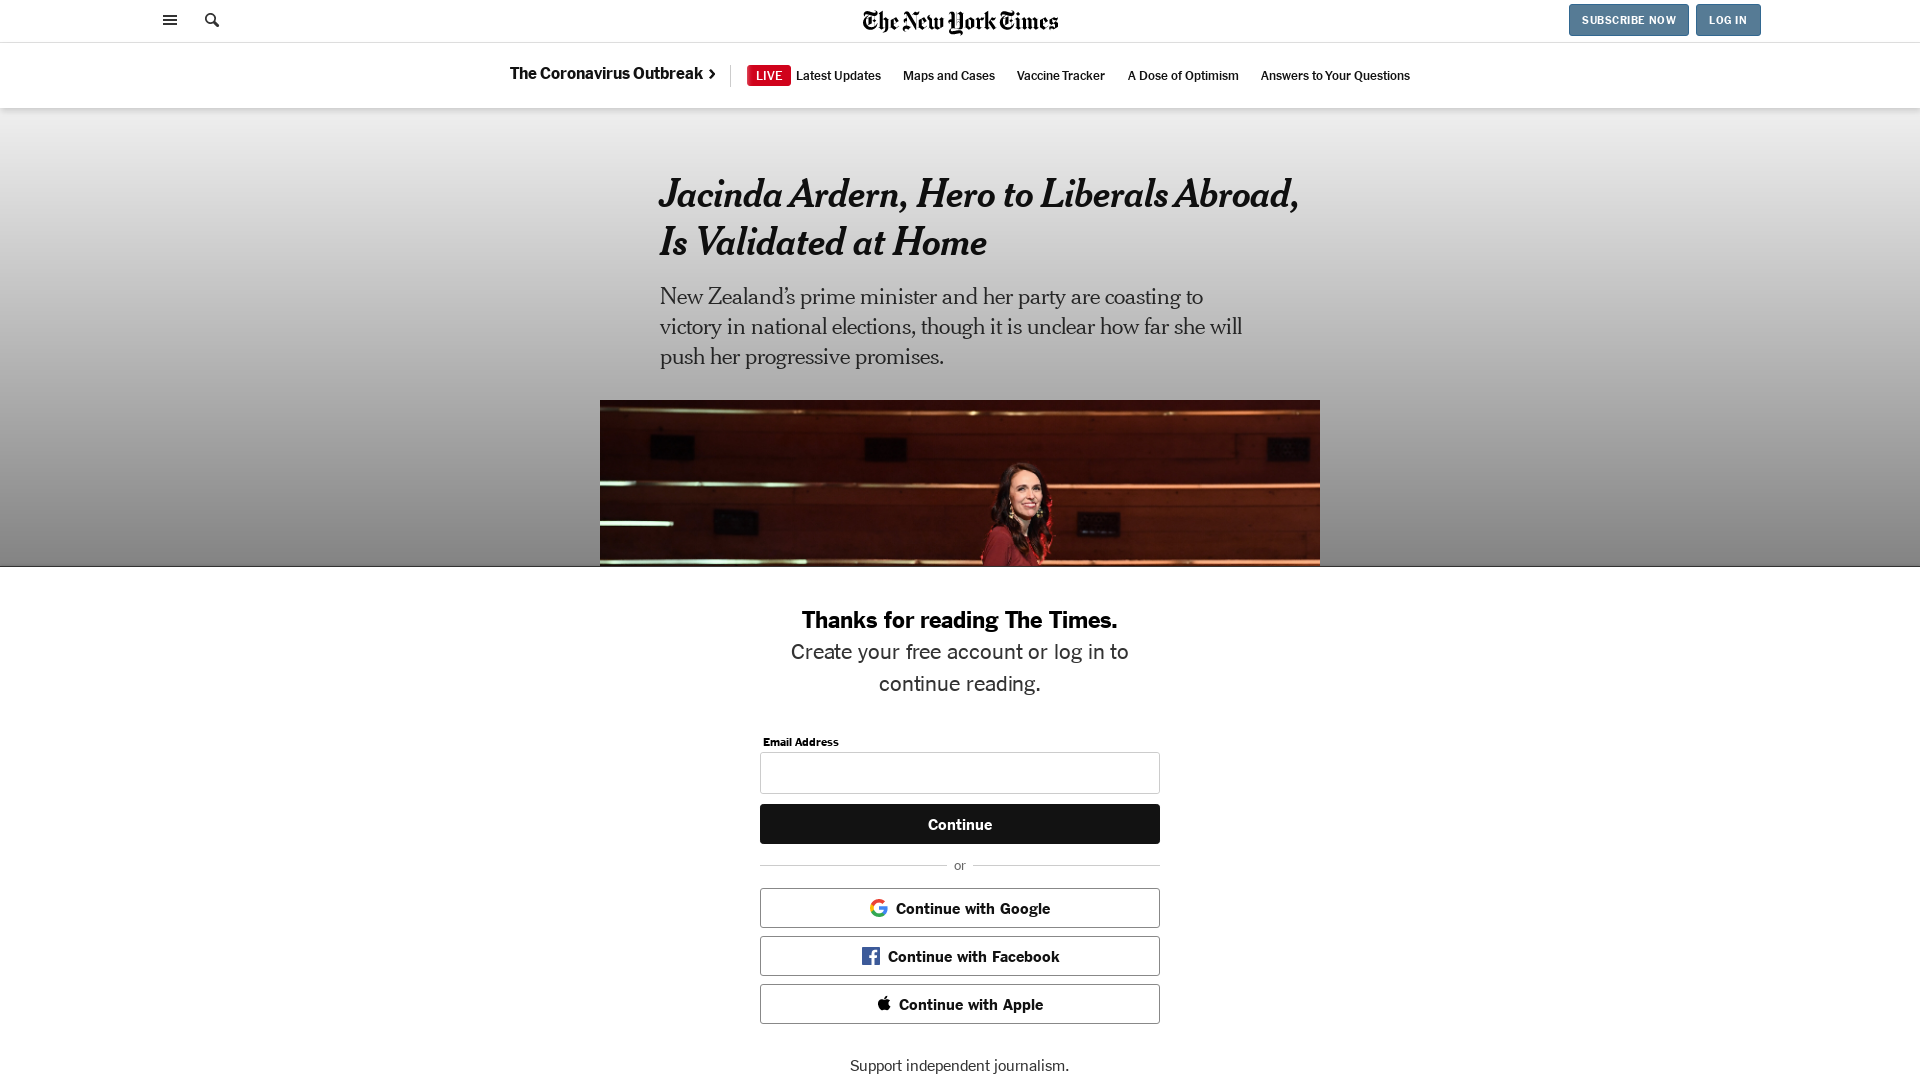 The New York Times
SUBSCRIBE NOW
LOG IN
The Coronavirus Outbreak
LIVE Latest Updates
Maps and Cases
Vaccine Tracker
A Dose of Optimism
Answers to Your Questions
Jacinda Ardern, Hero to Liberals Abroad,
Is Validated at Home
New Zealand’s prime minister and her party are coasting to
victory in national elections, though it is unclear how far she will
push her progressive promises.
Thanks for reading The Times.
Create your free account or log in to
continue reading.
Email Address
Continue
or
Continue with Google
Continue with Facebook
Continue with Apple
Support independent journalism.